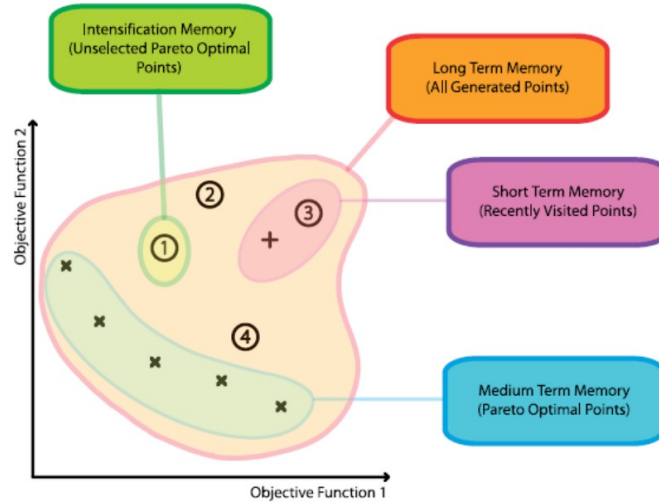 Intensification Memory
(Unselected Pareto Optimal
Points)
Long Term Memory
(All Generated Points)
Short Term Memory
(Recently Visited Points)
Medium Term Memory
(Pareto Optimal Points)
Objective Function 2
2
3
1
4
Objective Function 1